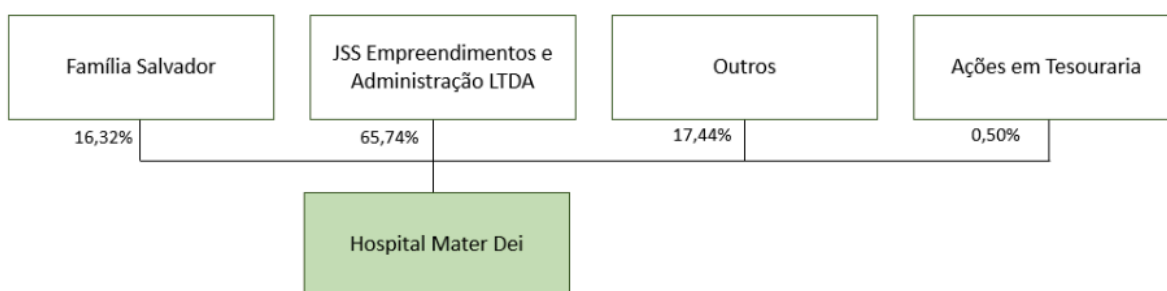 Família Salvador
JSS Empreendimentos e
Administração LTDA
Outros
Ações em Tesouraria
16,32%
65,74%
17,44%
0,50%
Hospital Mater Dei